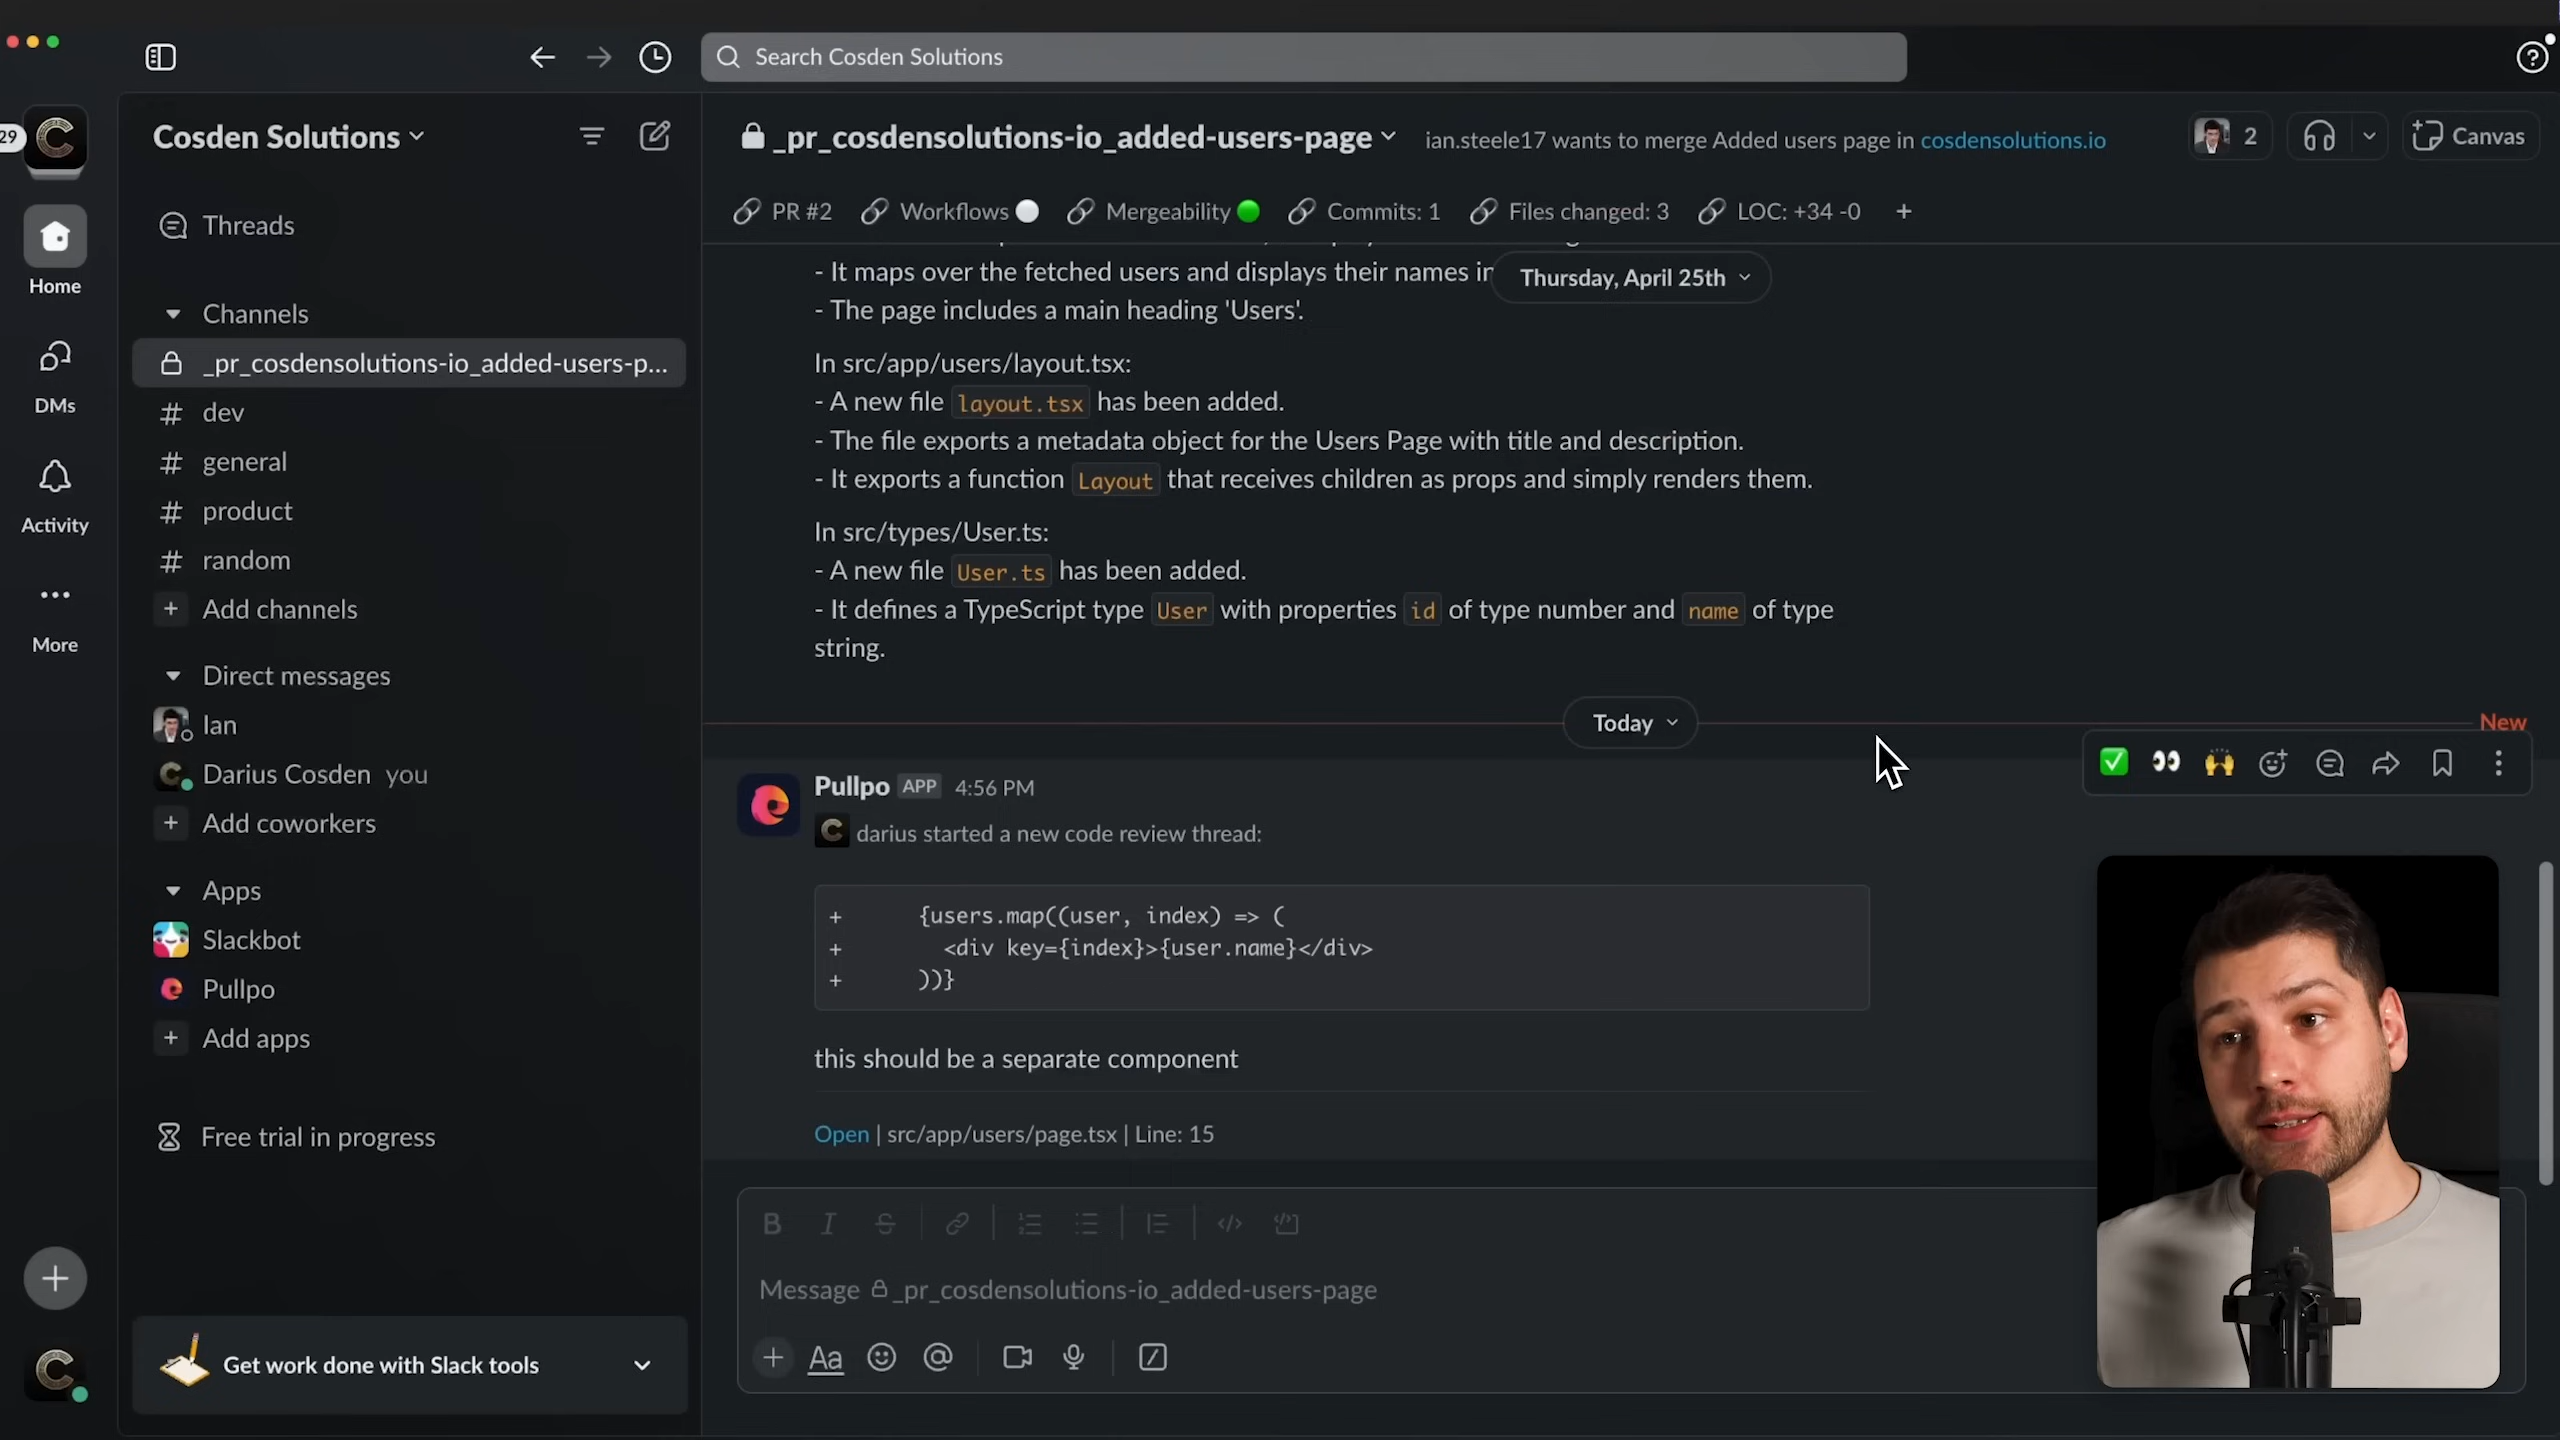 Search Cosden Solutions
29
Cosden Solutions
_pr_cosdensolutions-io_added-users-page
ian.steele17 wants to merge Added users page in cosdensolutions.io
2
Canvas
PR #2
Workflows
Mergeability
Commits: 1
Files changed: 3
LOC: +34 -0
Home
DMs
Activity
More
Threads
Channels
_pr_cosdensolutions-io_added-users-p...
dev
general
product
random
Add channels
Direct messages
Ian
Darius Cosden you
Add coworkers
Apps
Slackbot
Pullpo
Add apps
Free trial in progress
Get work done with Slack tools
- It maps over the fetched users and displays their names in
Thursday, April 25th
- The page includes a main heading 'Users'.
In src/app/users/layout.tsx:
- A new file layout.tsx has been added.
- The file exports a metadata object for the Users Page with title and description.
- It exports a function Layout that receives children as props and simply renders them.
In src/types/User.ts:
- A new file User.ts has been added.
- It defines a TypeScript type User with properties id of type number and name of type
string.
Today
New
Pullpo APP 4:56 PM
darius started a new code review thread:
+ {users.map((user, index) => (
+ <div key={index}>{user.name}</div>
+ ))}
this should be a separate component
Open | src/app/users/page.tsx | Line: 15
Message _pr_cosdensolutions-io_added-users-page
Aa